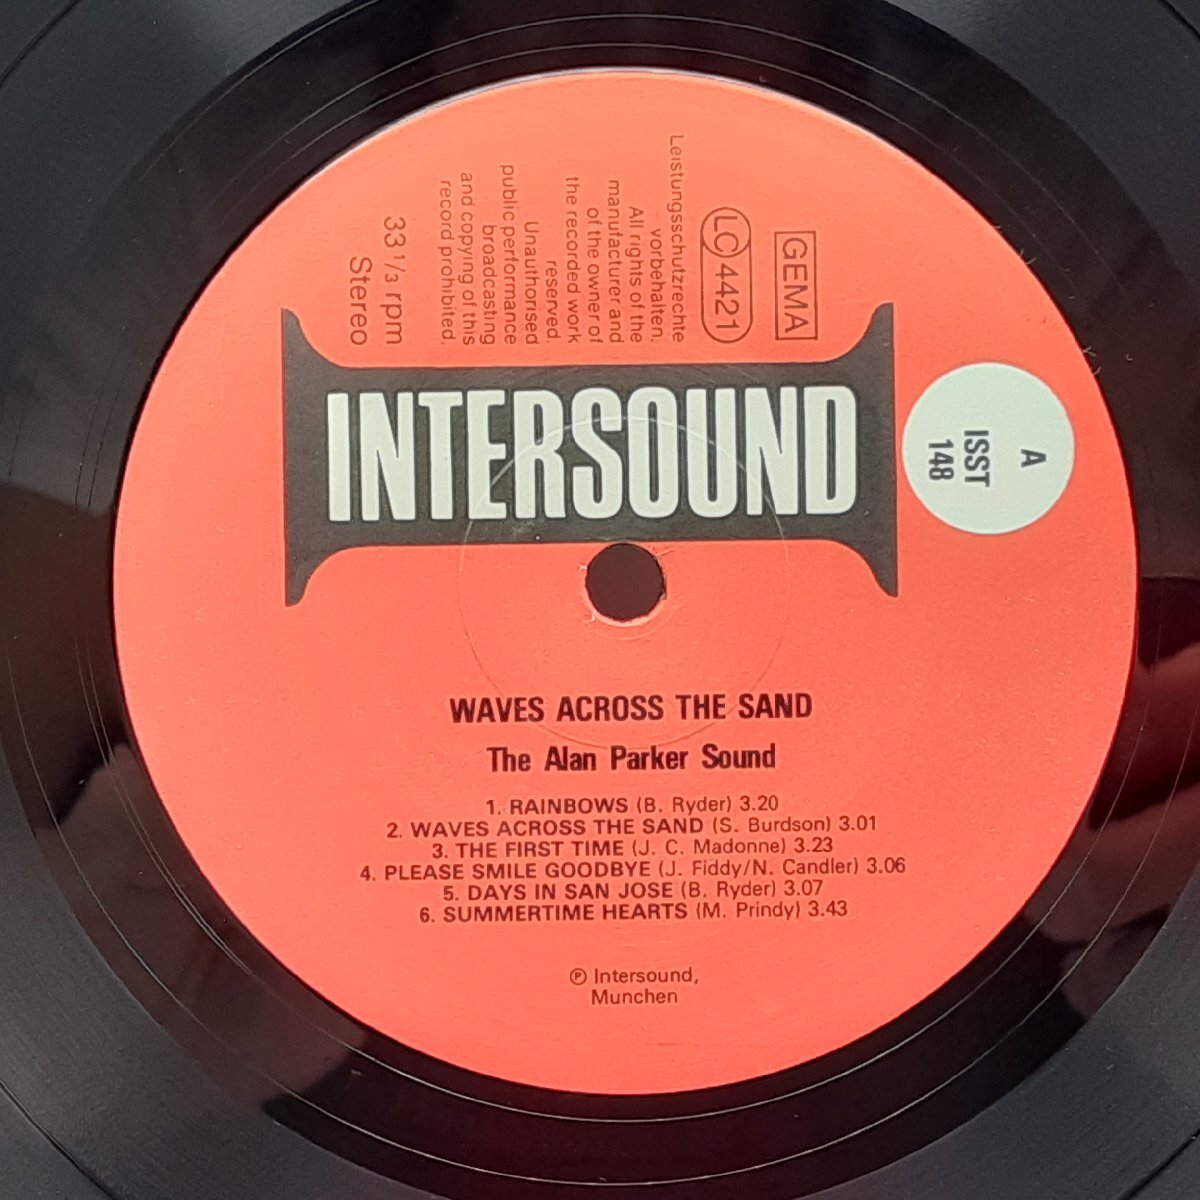 GEMA
LC 4421
Leistungsschutzrechte
vorbehalten.
All rights of the
manufacturer and
of the owner of
the recorded work
reserved.
Unauthorised
public performance
broadcasting
and copying of this
record prohibited.
33 1/3 rpm
Stereo
INTERSOUND
A
ISST
148
WAVES ACROSS THE SAND
The Alan Parker Sound
1. RAINBOWS (B. Ryder) 3.20
2. WAVES ACROSS THE SAND (S. Burdson) 3.01
3. THE FIRST TIME (J. C. Madonne) 3.23
4. PLEASE SMILE GOODBYE (J. Fiddy/N. Candler) 3.06
5. DAYS IN SAN JOSE (B. Ryder) 3.07
6. SUMMERTIME HEARTS (M. Prindy) 3.43
℗ Intersound,
Munchen